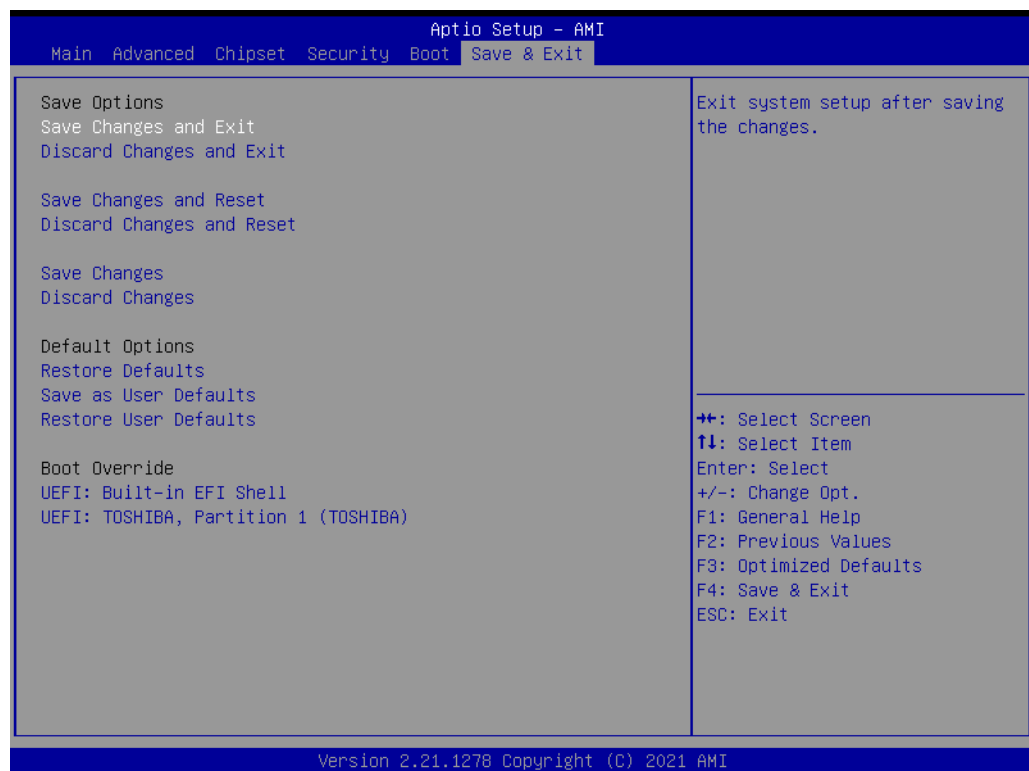 Aptio Setup – AMI
Main Advanced Chipset Security Boot Save & Exit
Save Options
Save Changes and Exit
Discard Changes and Exit
Save Changes and Reset
Discard Changes and Reset
Save Changes
Discard Changes
Default Options
Restore Defaults
Save as User Defaults
Restore User Defaults
Boot Override
UEFI: Built-in EFI Shell
UEFI: TOSHIBA, Partition 1 (TOSHIBA)
Exit system setup after saving
the changes.
→←: Select Screen
↑↓: Select Item
Enter: Select
+/-: Change Opt.
F1: General Help
F2: Previous Values
F3: Optimized Defaults
F4: Save & Exit
ESC: Exit
Version 2.21.1278 Copyright (C) 2021 AMI